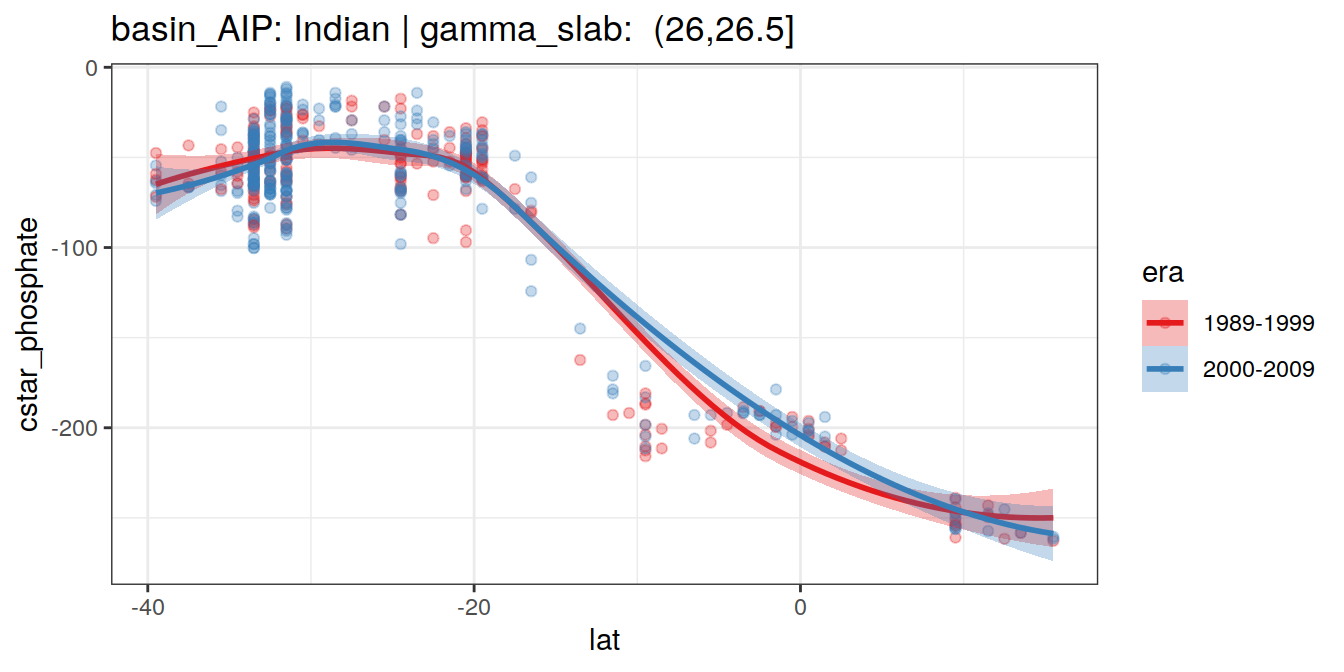 basin_AIP: Indian | gamma_slab:  (26,26.5]
cstar_phosphate
0
-100
-200
-40
-20
0
lat
era
1989-1999
2000-2009